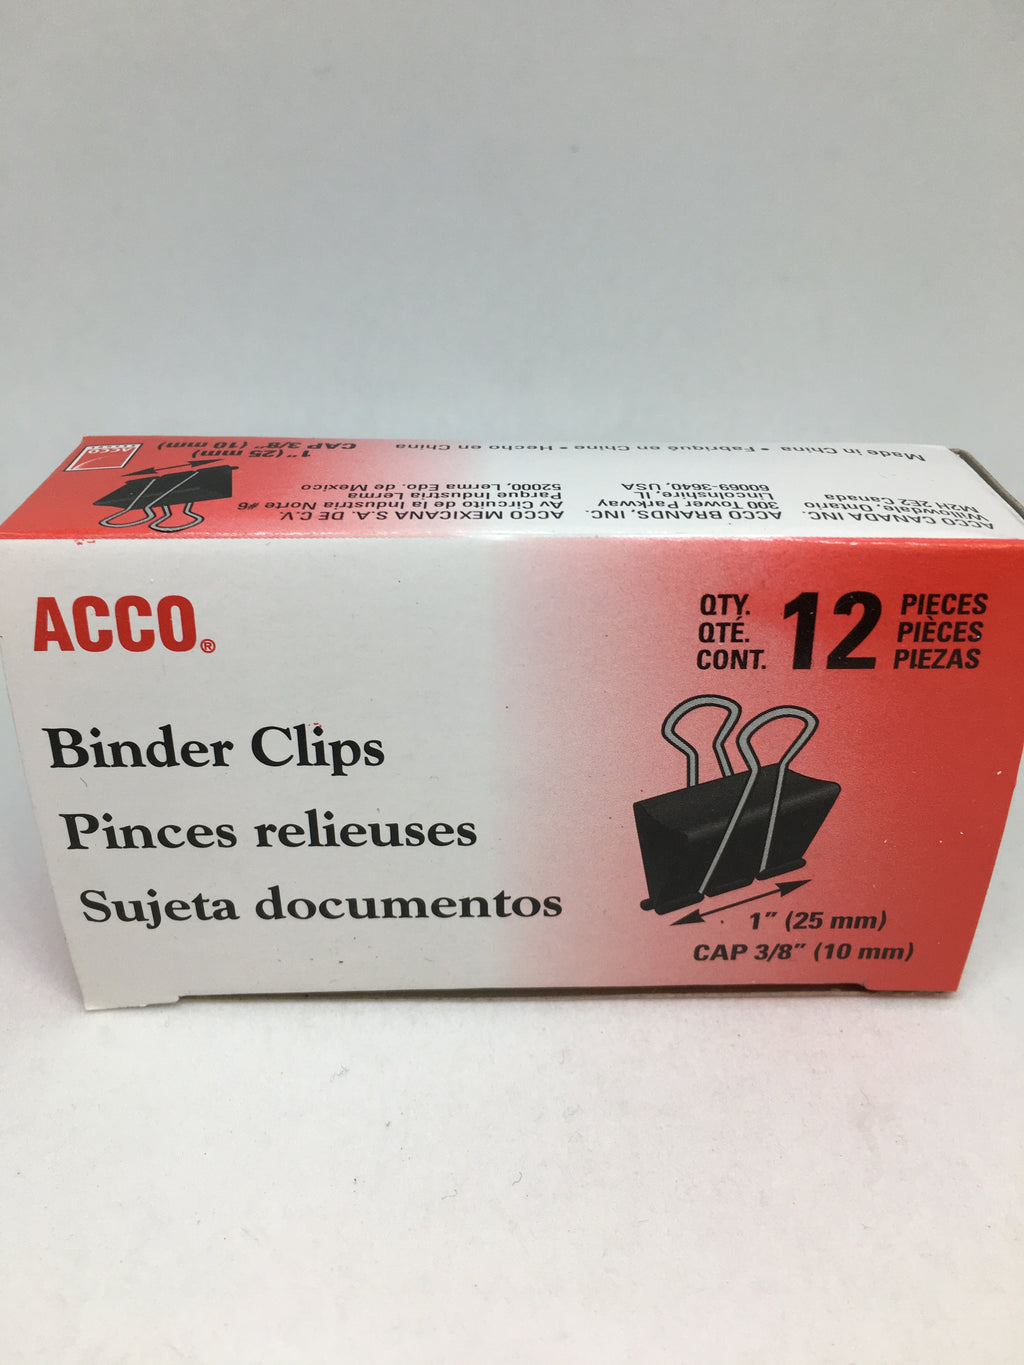 ACCO
1" (25 mm)
CAP 3/8" (10 mm)
ACCO MEXICANA S.A. DE C.V.
Av Circuito de la Industria Norte #6
Parque Industria Lerma
52000, Lerma Edo. de Mexico
ACCO BRANDS, INC.
300 Tower Parkway
Lincolnshire, IL
60069-3640, USA
ACCO CANADA INC.
Willowdale, Ontario
M2H 2E2 Canada
Made in China • Fabriqué en Chine • Hecho en China
ACCO®
QTY.
QTÉ.
CONT.
12
PIECES
PIÈCES
PIEZAS
Binder Clips
Pinces relieuses
Sujeta documentos
1" (25 mm)
CAP 3/8" (10 mm)